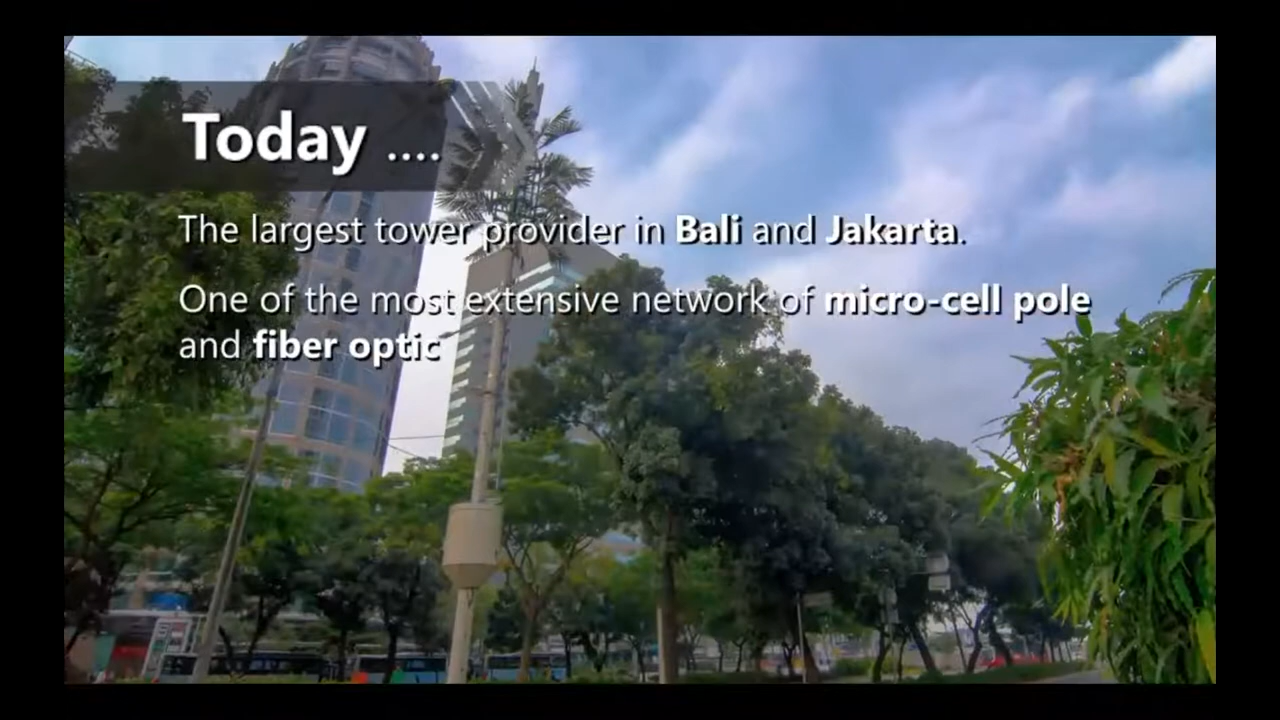 Today ....
The largest tower provider in Bali and Jakarta.
One of the most extensive network of micro-cell pole
and fiber optic